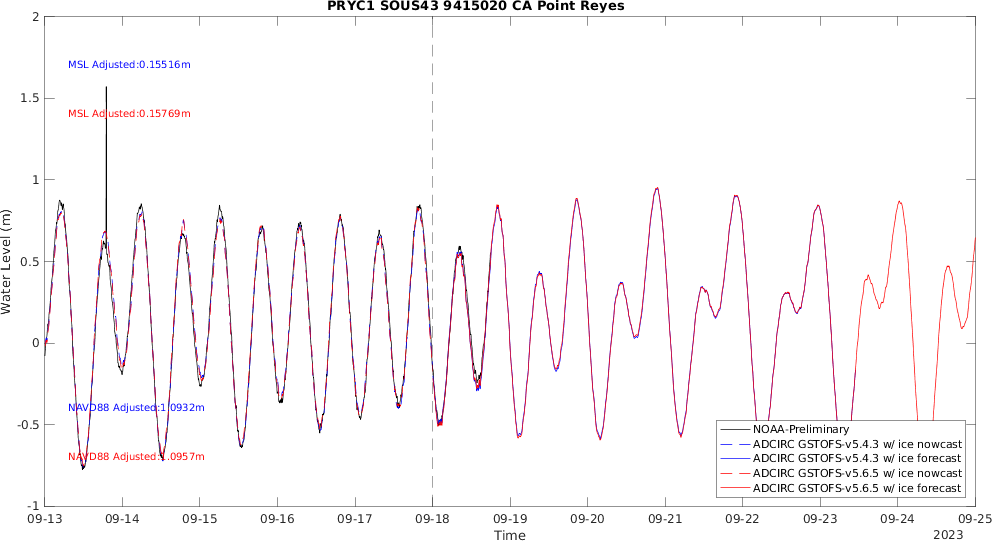 PRYC1 SOUS43 9415020 CA Point Reyes
2
1.5
1
0.5
0
-0.5
-1
Water Level (m)
MSL Adjusted:0.15516m
MSL Adjusted:0.15769m
NAVD88 Adjusted:1.0932m
NAVD88 Adjusted:1.0957m
NOAA-Preliminary
ADCIRC GSTOFS-v5.4.3 w/ ice nowcast
ADCIRC GSTOFS-v5.4.3 w/ ice forecast
ADCIRC GSTOFS-v5.6.5 w/ ice nowcast
ADCIRC GSTOFS-v5.6.5 w/ ice forecast
09-13 09-14 09-15 09-16 09-17 09-18 09-19 09-20 09-21 09-22 09-23 09-24 09-25
Time
2023